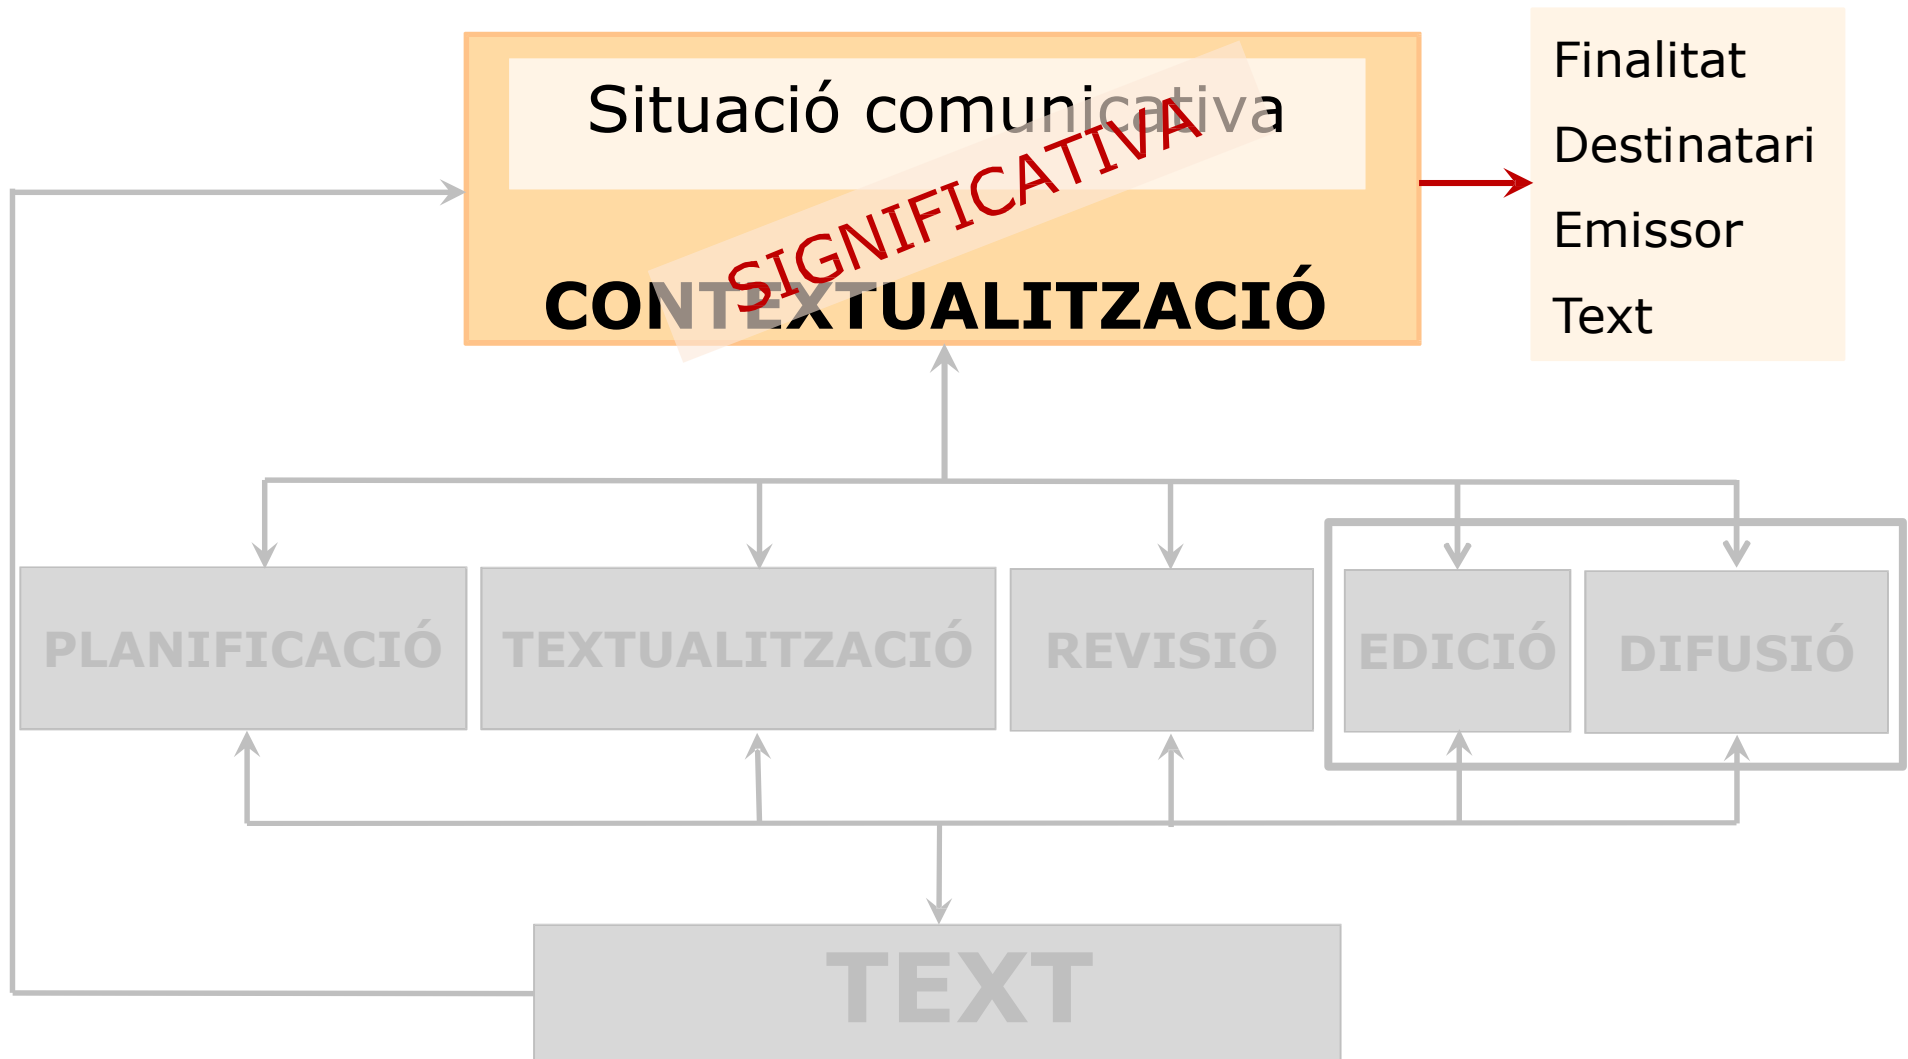 Situació comunicativa
SIGNIFICATIVA
CONTEXTUALITZACIÓ
Finalitat
Destinatari
Emissor
Text
PLANIFICACIÓ
TEXTUALITZACIÓ
REVISIÓ
EDICIÓ
DIFUSIÓ
TEXT